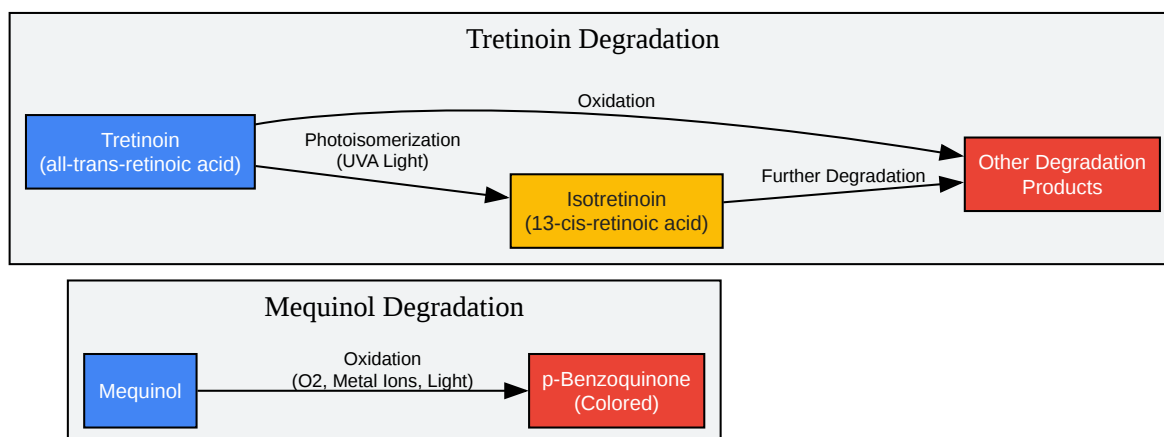 Tretinoin Degradation
Oxidation
Photoisomerization
(UVA Light)
Tretinoin
(all-trans-retinoic acid)
Other Degradation
Products
Further Degradation
Isotretinoin
(13-cis-retinoic acid)
Mequinol Degradation
Oxidation
(O2, Metal Ions, Light)
Mequinol
p-Benzoquinone
(Colored)